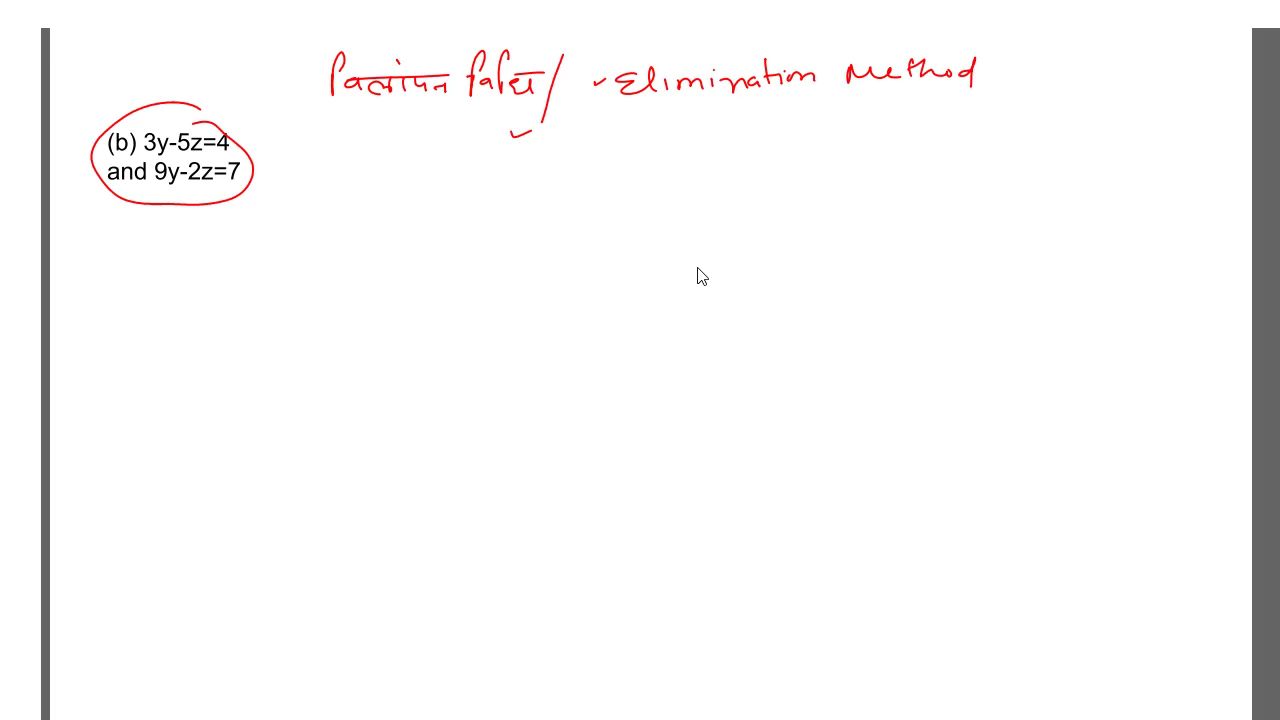 विलोपन विधि / Elimination Method
(b) 3y-5z=4
and 9y-2z=7